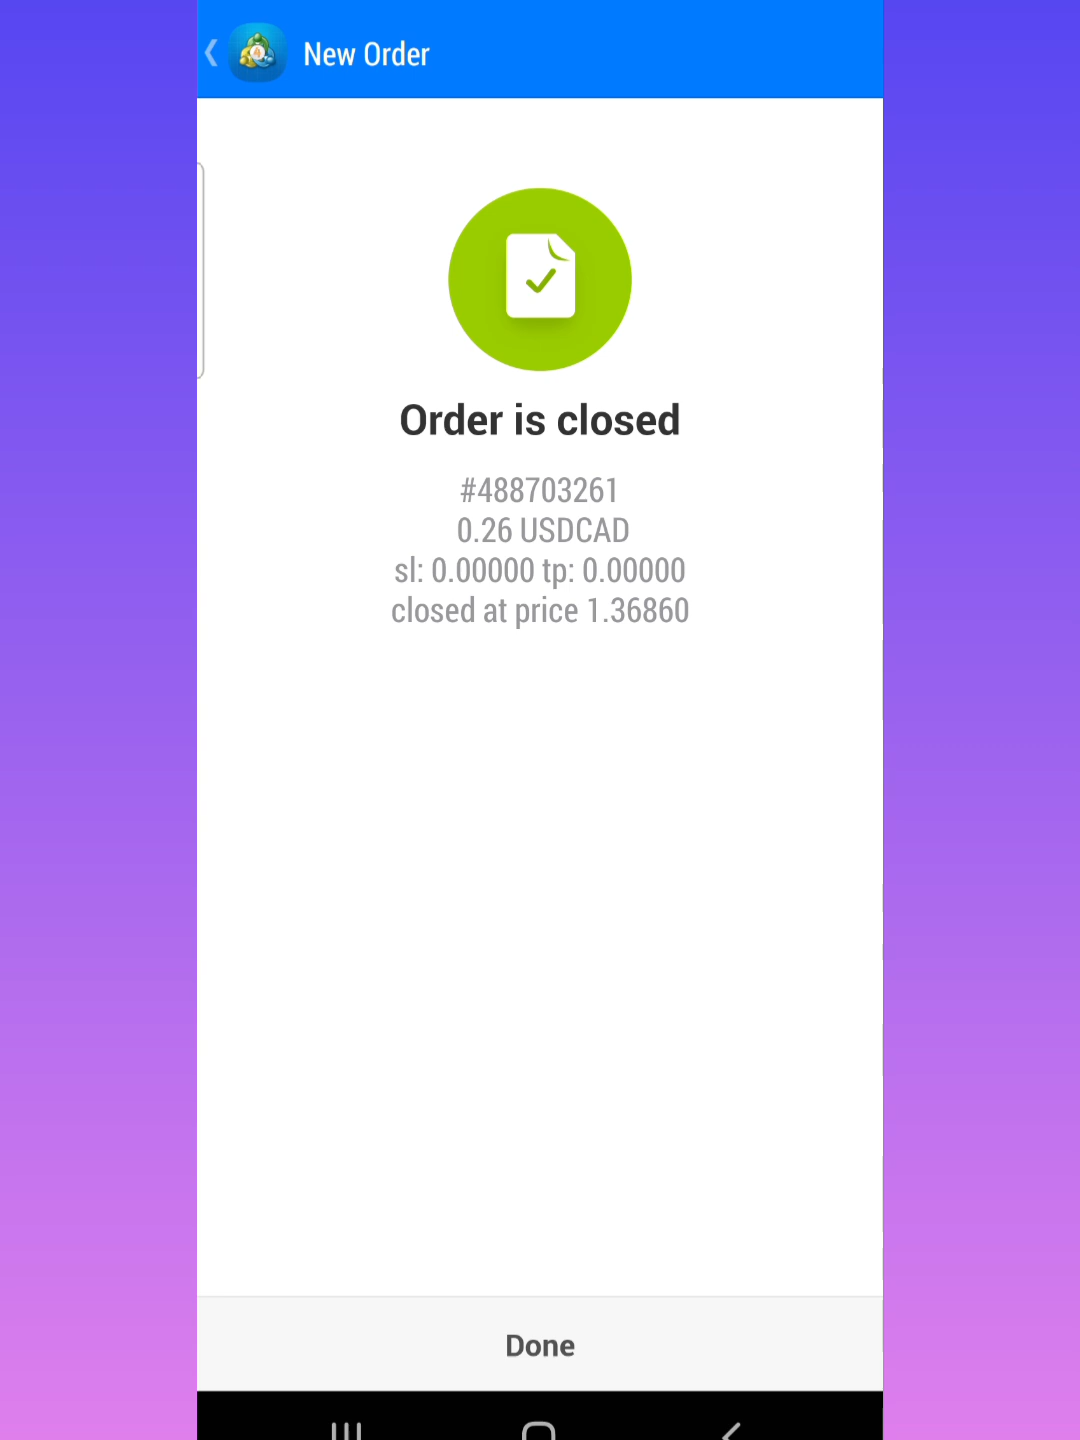 New Order
Order is closed
#488703261
0.26 USDCAD
sl: 0.00000 tp: 0.00000
closed at price 1.36860
Done